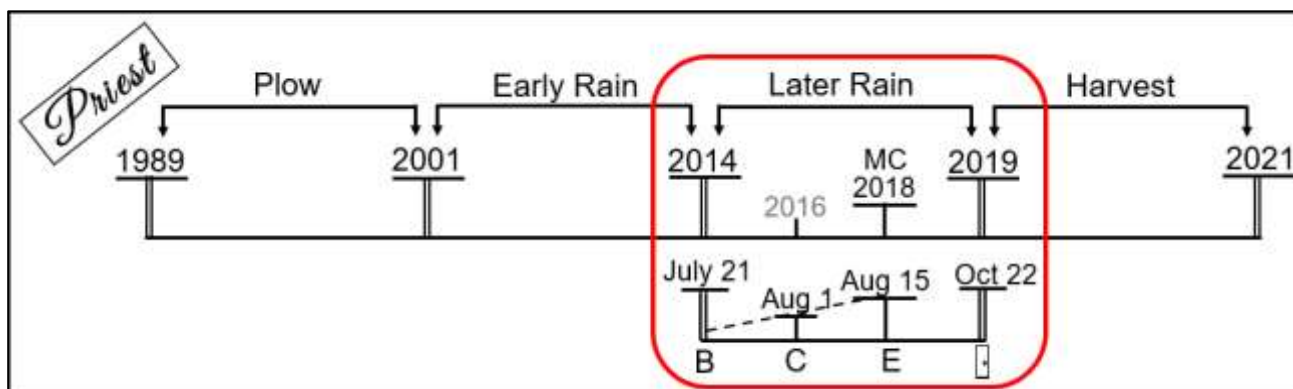 Priest
Plow Early Rain Later Rain Harvest
1989 2001 2014 2016 MC 2018 2019 2021
July 21 Aug 1 Aug 15 Oct 22
B C E